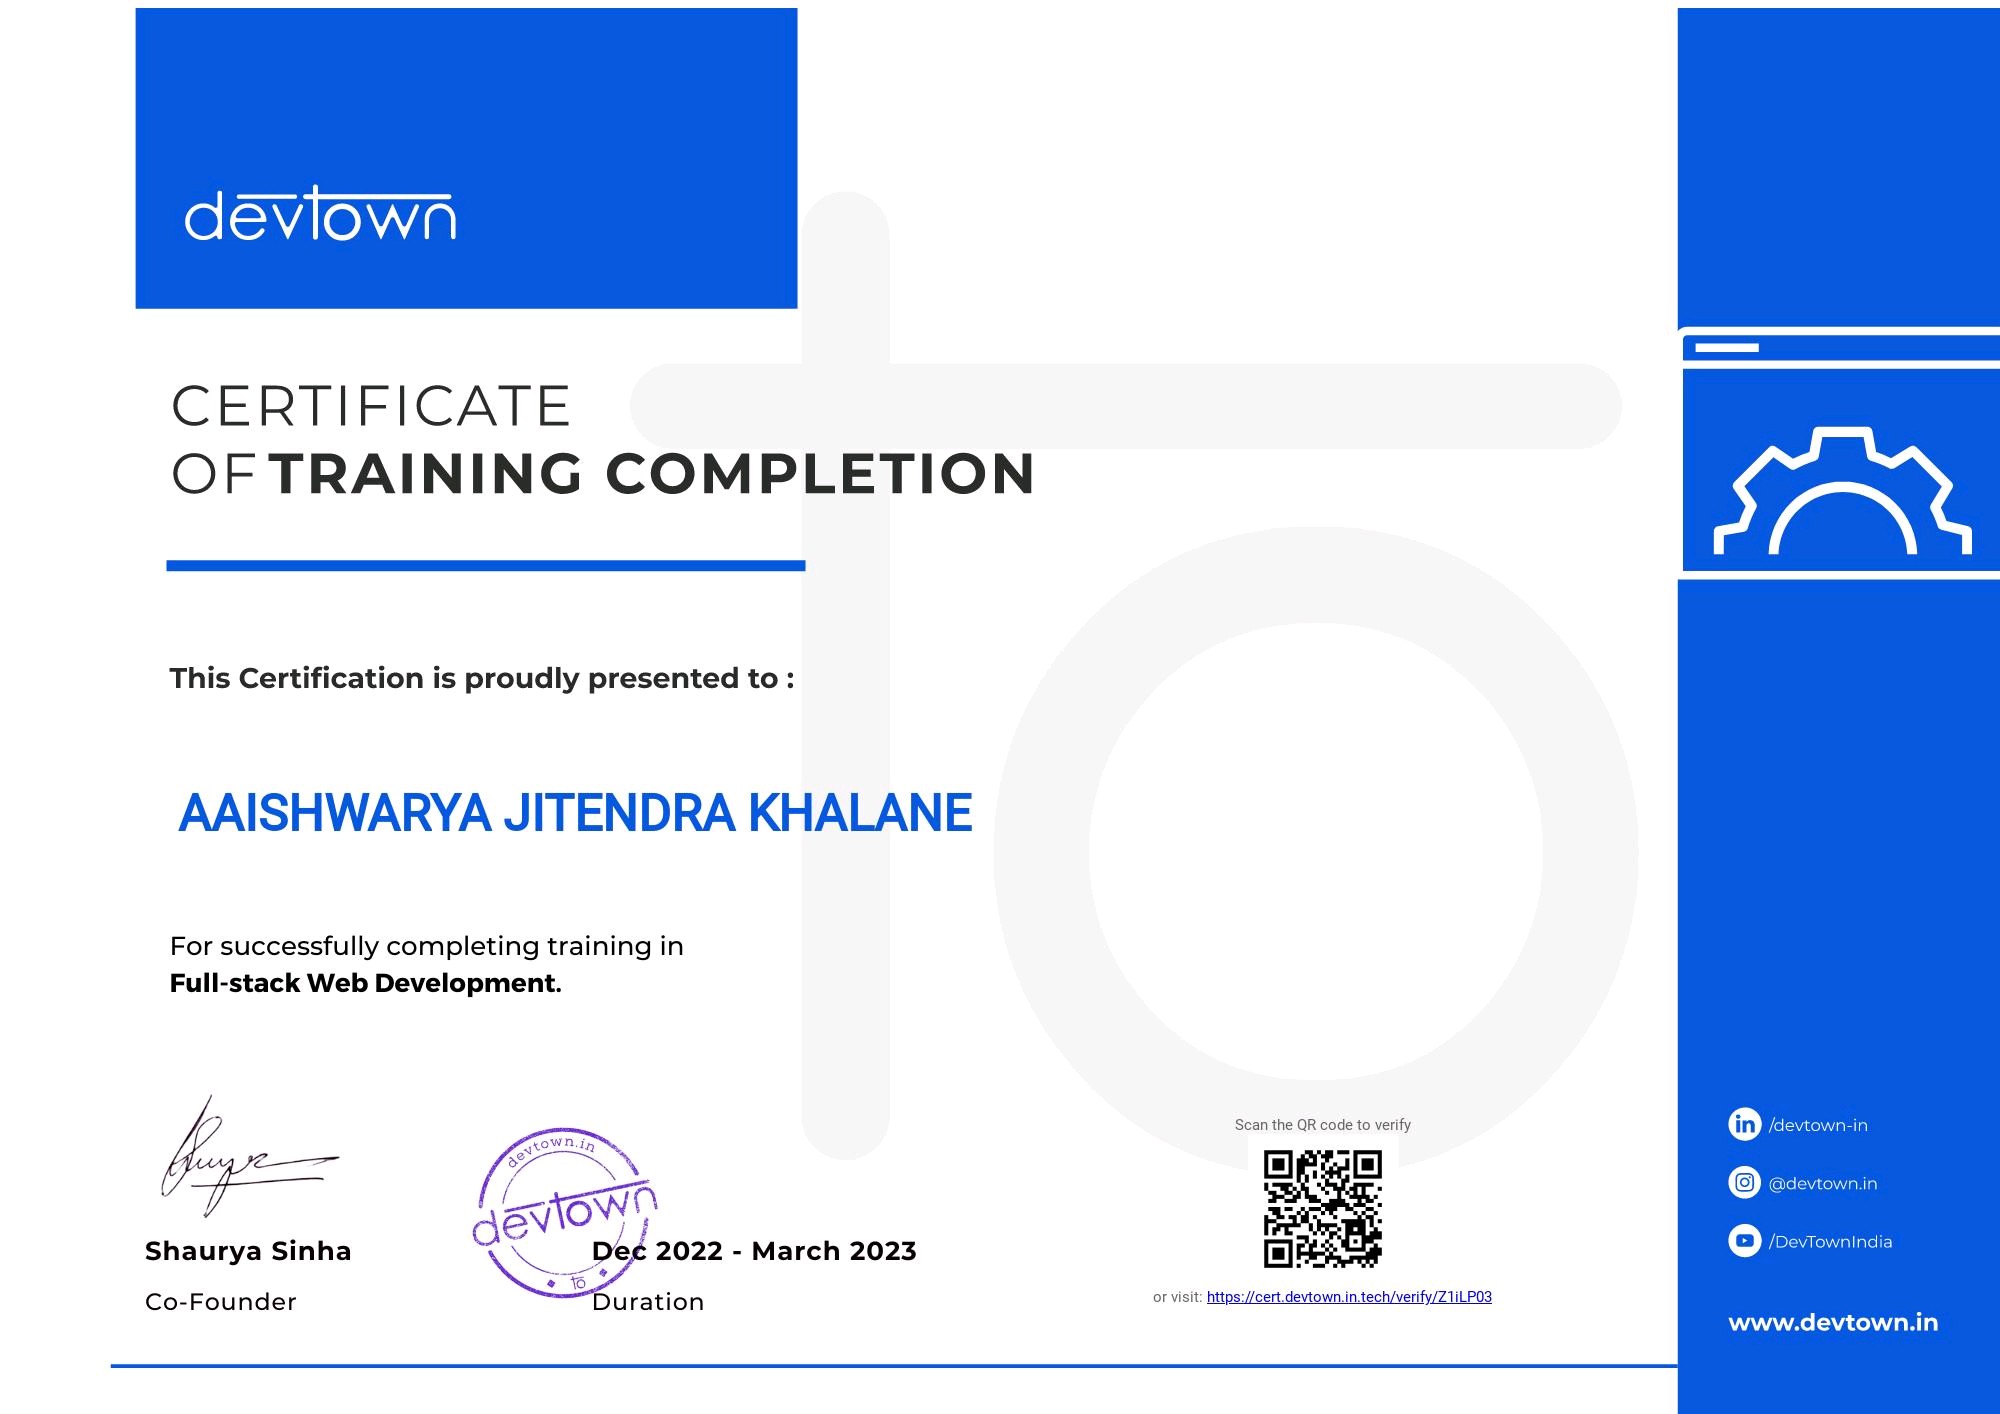 devtown
CERTIFICATE
OF TRAINING COMPLETION
This Certification is proudly presented to :
AAISHWARYA JITENDRA KHALANE
For successfully completing training in
Full-stack Web Development.
devtown.in
devtown
to
Shaurya Sinha
Co-Founder
Dec 2022 - March 2023
Duration
Scan the QR code to verify
or visit: https://cert.devtown.in.tech/verify/Z1iLP03
in /devtown-in
@devtown.in
/DevTownIndia
www.devtown.in